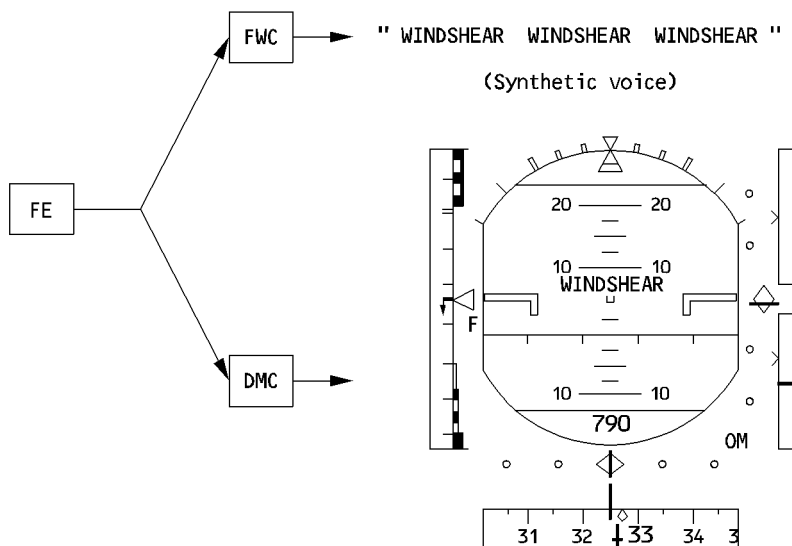 FWC
" WINDSHEAR WINDSHEAR WINDSHEAR "
(Synthetic voice)
FE
20 20
10 10
WINDSHEAR
F
DMC
10 10
790
OM
31 32 33 34 3